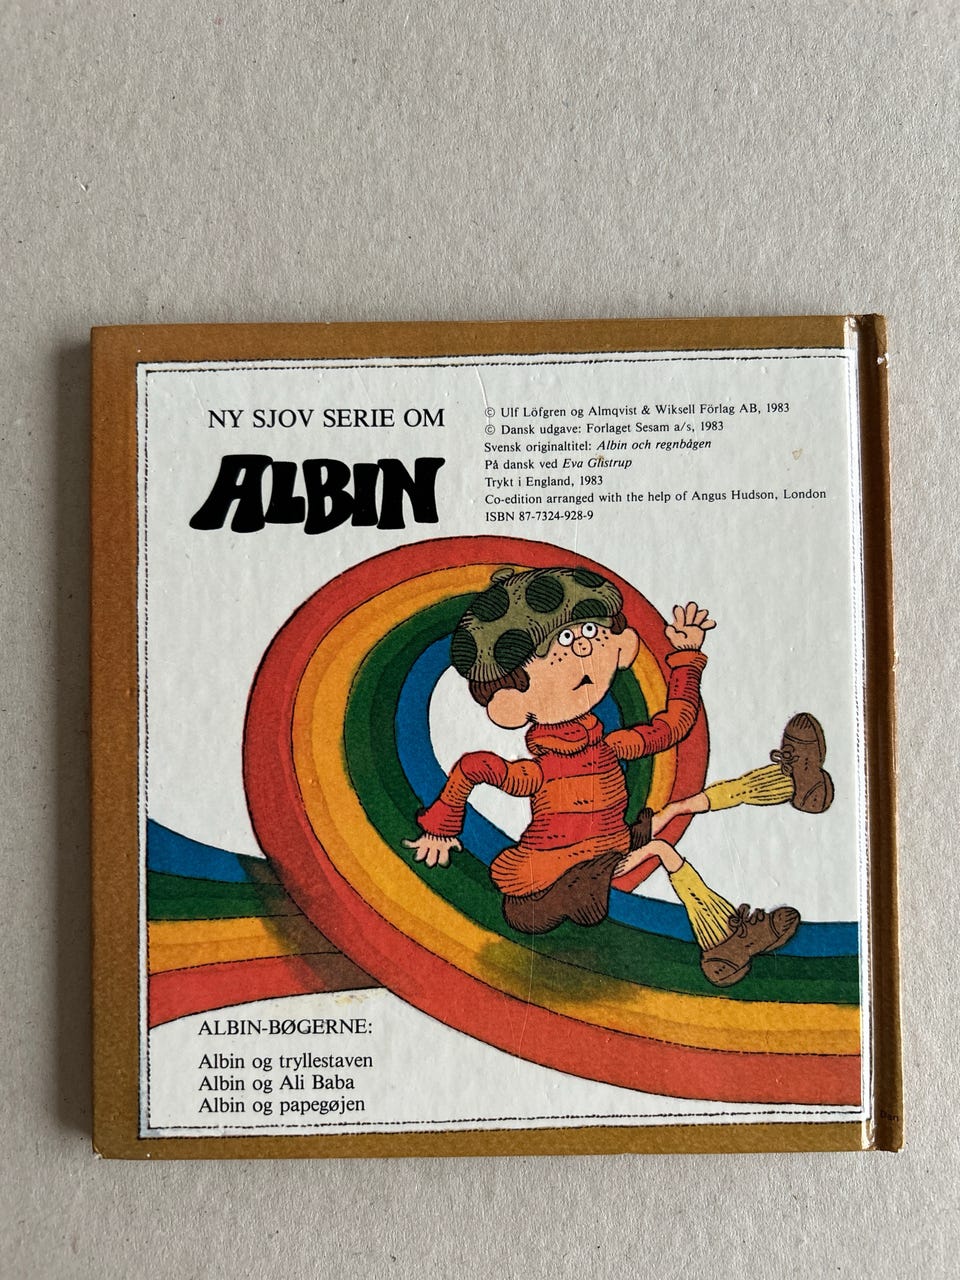 NY SJOV SERIE OM
ALBIN
© Ulf Löfgren og Almqvist & Wiksell Förlag AB, 1983
© Dansk udgave: Forlaget Sesam a/s, 1983
Svensk originaltitel: Albin och regnbågen
På dansk ved Eva Glistrup
Trykt i England, 1983
Co-edition arranged with the help of Angus Hudson, London
ISBN 87-7324-928-9
ALBIN-BØGERNE:
Albin og tryllestaven
Albin og Ali Baba
Albin og papegøjen
Dan